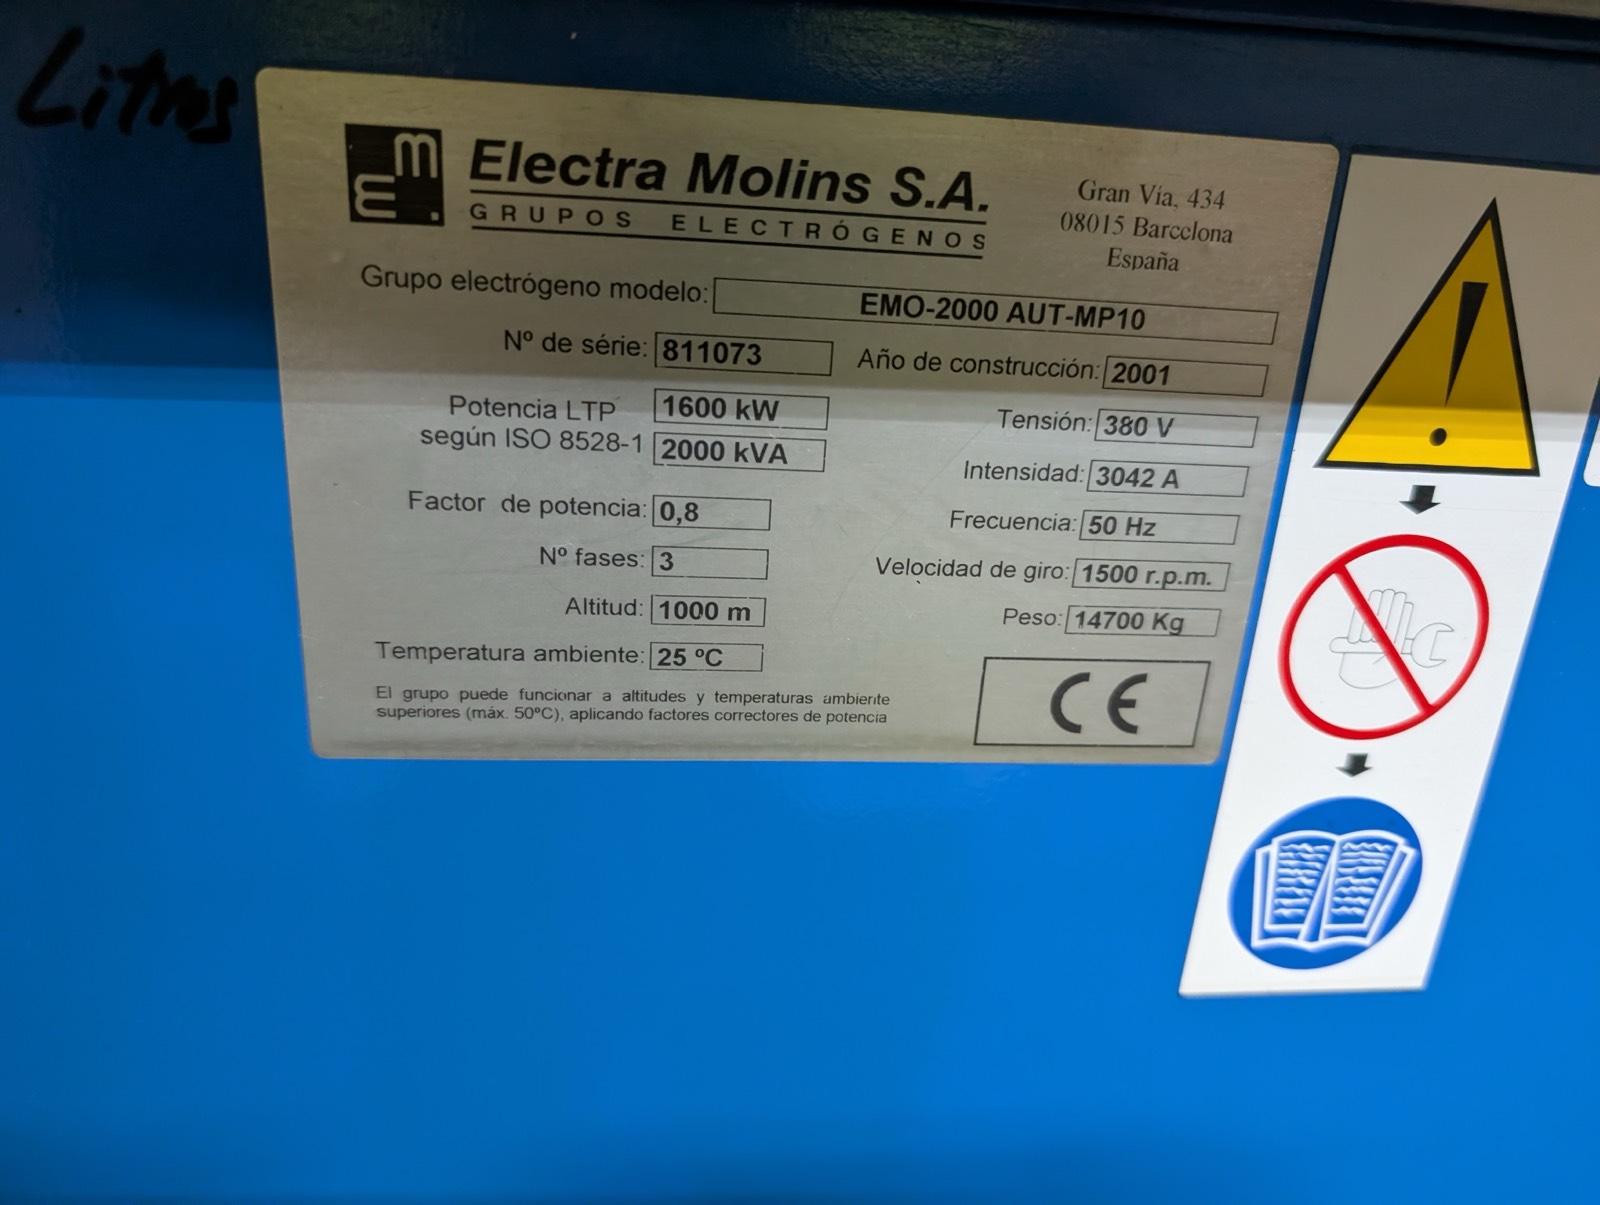 Litros
Electra Molins S.A.
GRUPOS ELECTRÓGENOS
Gran Vía, 434
08015 Barcelona
España
Grupo electrógeno modelo: EMO-2000 AUT-MP10
Nº de série: 811073 Año de construcción: 2001
Potencia LTP 1600 kW
según ISO 8528-1 2000 kVA
Factor de potencia: 0,8
Nº fases: 3
Altitud: 1000 m
Temperatura ambiente: 25 ºC
Tensión: 380 V
Intensidad: 3042 A
Frecuencia: 50 Hz
Velocidad de giro: 1500 r.p.m.
Peso: 14700 Kg
El grupo puede funcionar a altitudes y temperaturas ambiente
superiores (máx. 50ºC), aplicando factores correctores de potencia
CE